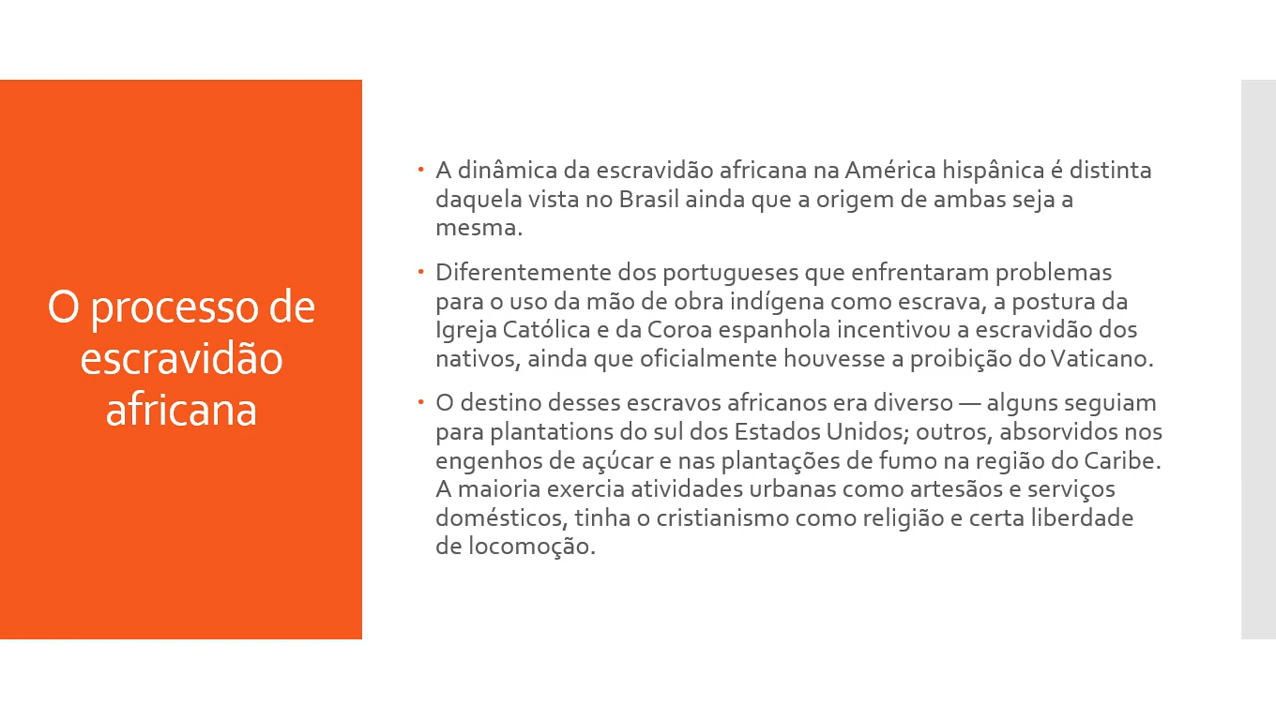 O processo de
escravidão
africana
• A dinâmica da escravidão africana na América hispânica é distinta
daquela vista no Brasil ainda que a origem de ambas seja a
mesma.
• Diferentemente dos portugueses que enfrentaram problemas
para o uso da mão de obra indígena como escrava, a postura da
Igreja Católica e da Coroa espanhola incentivou a escravidão dos
nativos, ainda que oficialmente houvesse a proibição do Vaticano.
• O destino desses escravos africanos era diverso — alguns seguiam
para plantations do sul dos Estados Unidos; outros, absorvidos nos
engenhos de açúcar e nas plantações de fumo na região do Caribe.
A maioria exercia atividades urbanas como artesãos e serviços
domésticos, tinha o cristianismo como religião e certa liberdade
de locomoção.